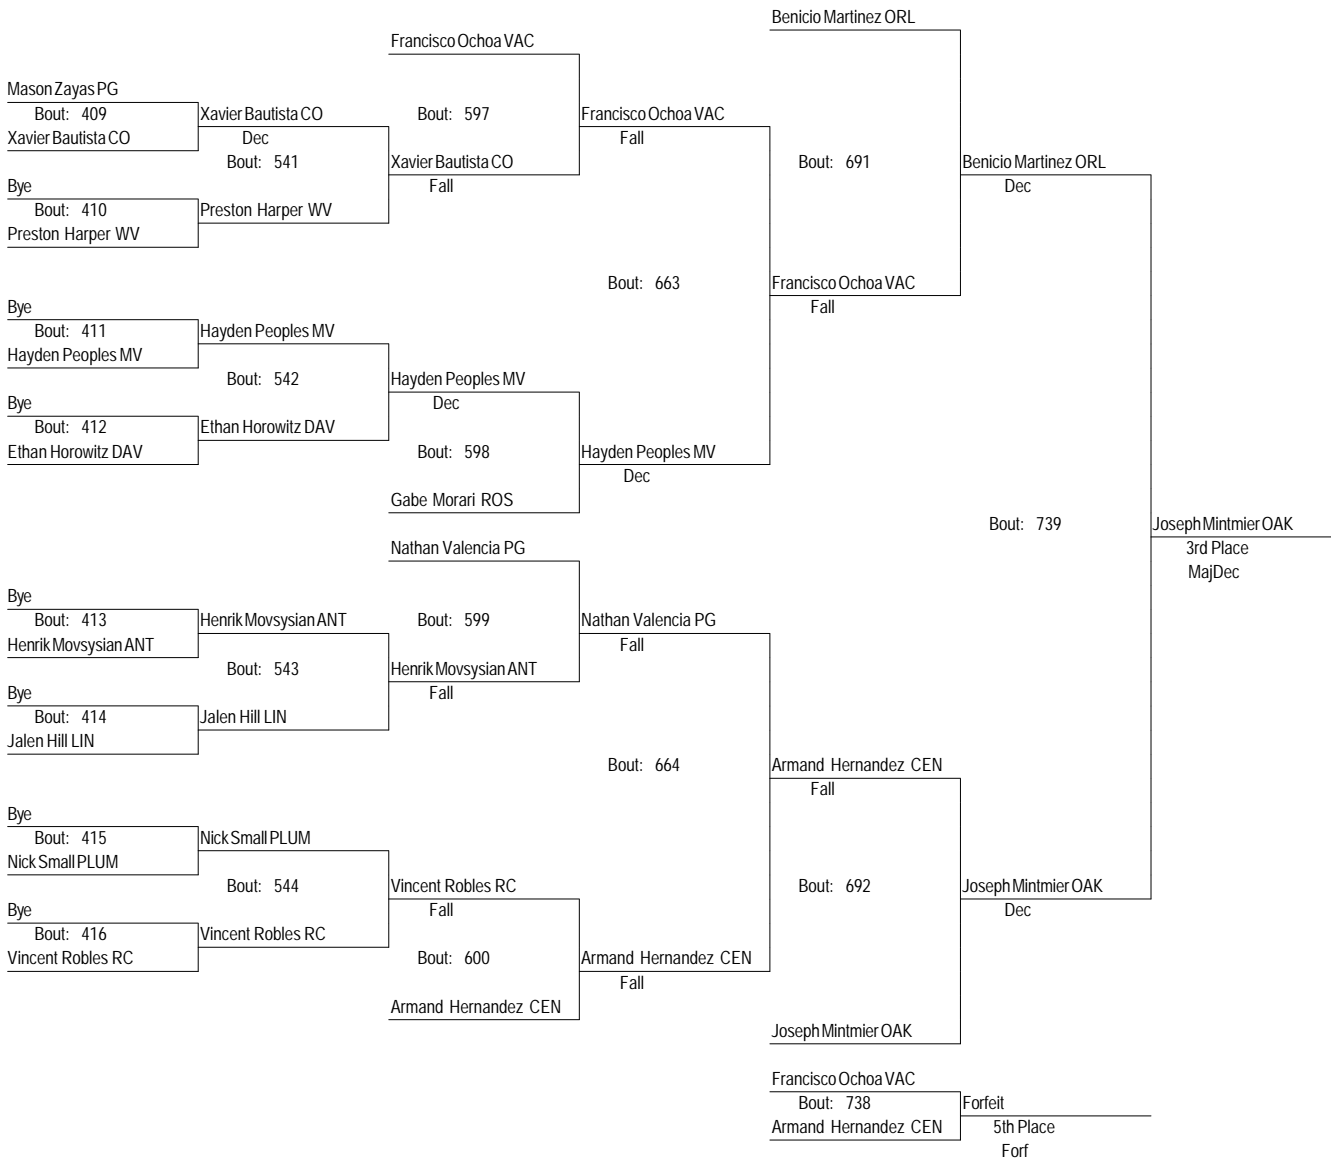 Benicio Martinez ORL
Francisco Ochoa VAC
Mason Zayas PG
Bout: 409
Xavier Bautista CO
Bout: 597
Francisco Ochoa VAC
Xavier Bautista CO
Dec
Fall
Bout: 541
Xavier Bautista CO
Bout: 691
Benicio Martinez ORL
Bye
Fall
Dec
Bout: 410
Preston Harper WV
Preston Harper WV
Bout: 663
Francisco Ochoa VAC
Bye
Fall
Bout: 411
Hayden Peoples MV
Hayden Peoples MV
Bout: 542
Hayden Peoples MV
Bye
Dec
Bout: 412
Ethan Horowitz DAV
Ethan Horowitz DAV
Bout: 598
Hayden Peoples MV
Dec
Gabe Morari ROS
Bout: 739
Joseph Mintmier OAK
Nathan Valencia PG
3rd Place
MajDec
Bye
Bout: 413
Henrik Movsysian ANT
Bout: 599
Nathan Valencia PG
Henrik Movsysian ANT
Fall
Bout: 543
Henrik Movsysian ANT
Bye
Fall
Bout: 414
Jalen Hill LIN
Jalen Hill LIN
Bout: 664
Armand Hernandez CEN
Fall
Bye
Bout: 415
Nick Small PLUM
Nick Small PLUM
Bout: 544
Vincent Robles RC
Bout: 692
Joseph Mintmier OAK
Bye
Fall
Dec
Bout: 416
Vincent Robles RC
Vincent Robles RC
Bout: 600
Armand Hernandez CEN
Fall
Armand Hernandez CEN
Joseph Mintmier OAK
Francisco Ochoa VAC
Bout: 738
Forfeit
Armand Hernandez CEN
5th Place
Forf